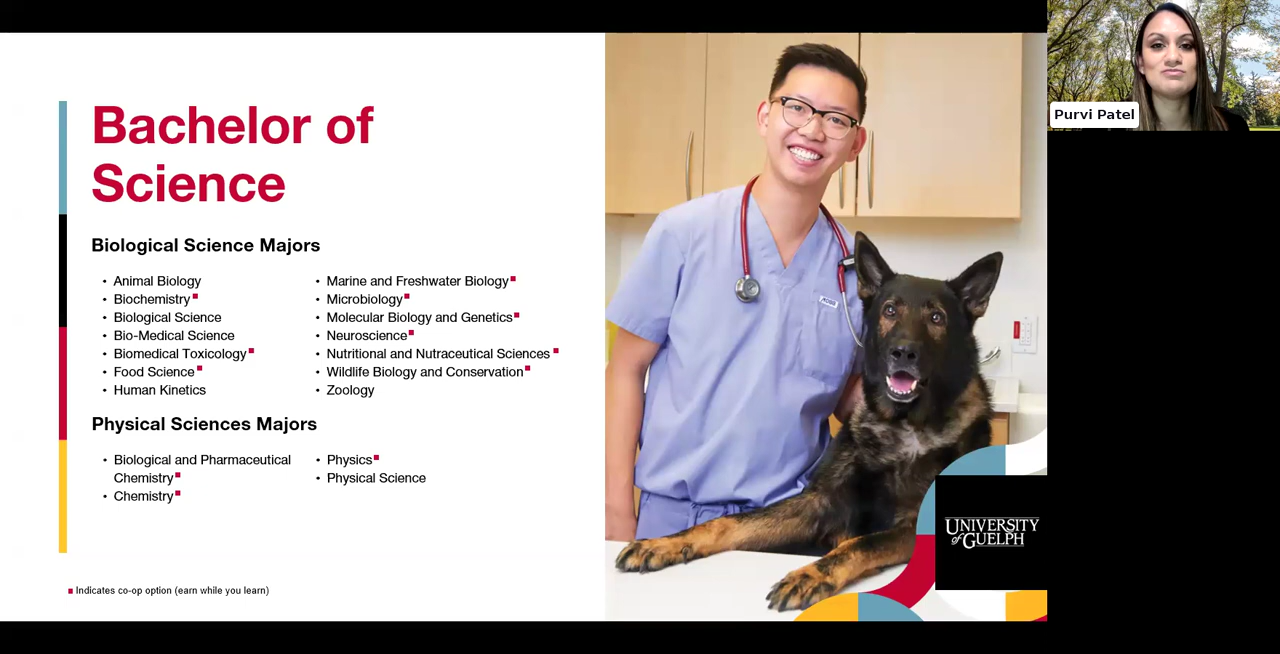 Bachelor of
Science
Biological Science Majors
• Animal Biology
• Biochemistry
• Biological Science
• Bio-Medical Science
• Biomedical Toxicology
• Food Science
• Human Kinetics
• Marine and Freshwater Biology
• Microbiology
• Molecular Biology and Genetics
• Neuroscience
• Nutritional and Nutraceutical Sciences
• Wildlife Biology and Conservation
• Zoology
Physical Sciences Majors
• Biological and Pharmaceutical
Chemistry
• Chemistry
• Physics
• Physical Science
Indicates co-op option (earn while you learn)
UNIVERSITY
of GUELPH
Purvi Patel